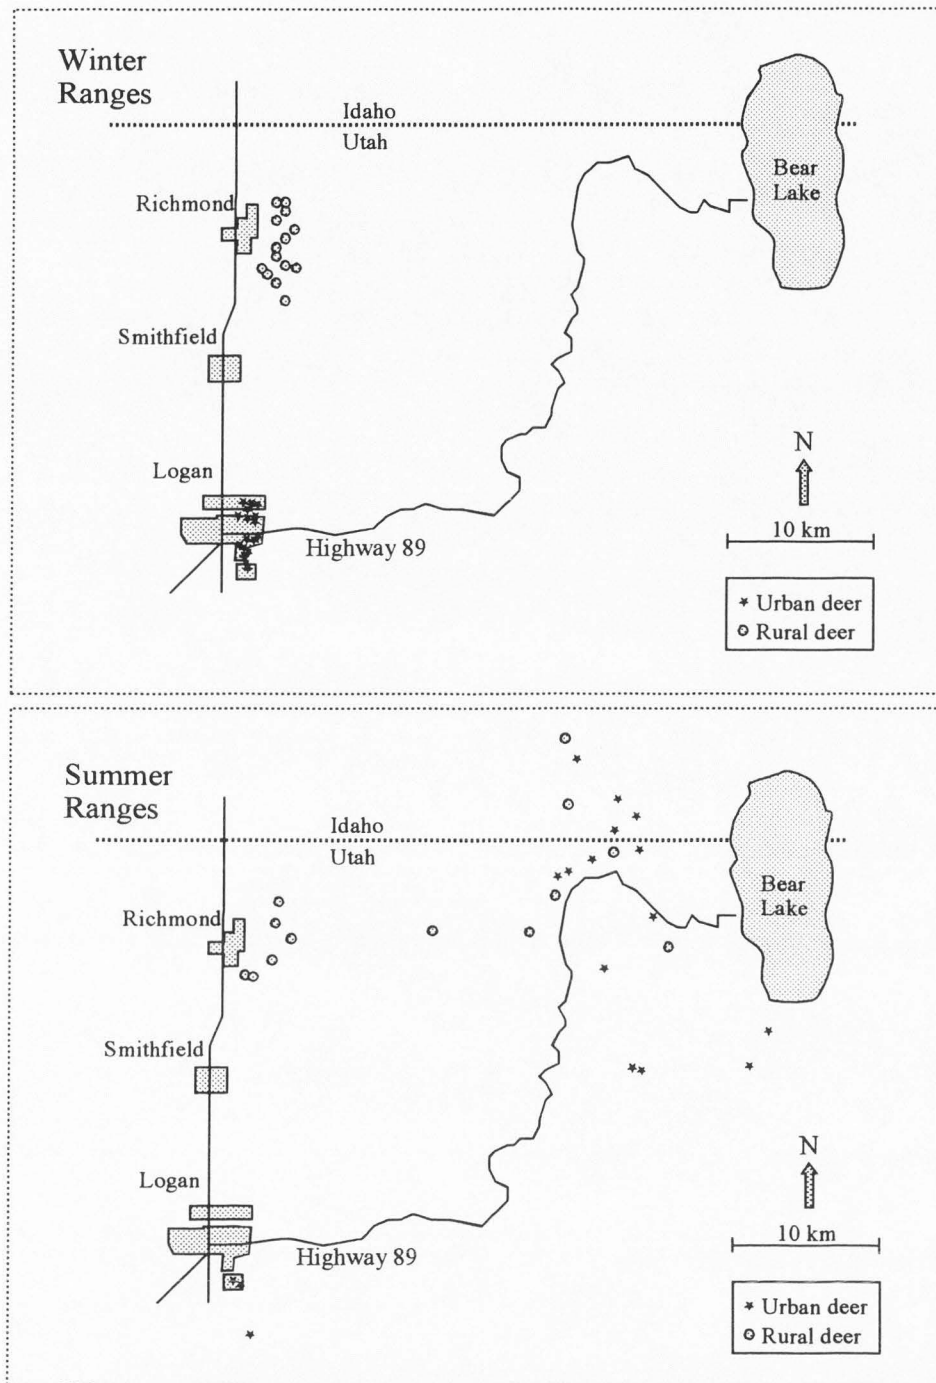 Winter
Ranges
Idaho
Utah
Bear
Lake
Richmond
Smithfield
Logan
Highway 89
N
10 km
Urban deer
Rural deer
Summer
Ranges
Idaho
Utah
Bear
Lake
Richmond
Smithfield
Logan
Highway 89
N
10 km
Urban deer
Rural deer